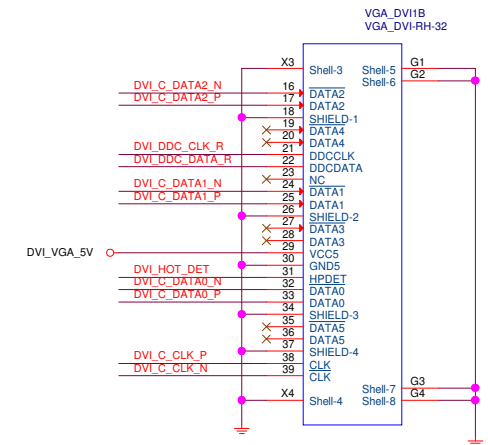 VGA_DVI1B
VGA_DVI-RH-32
X3
Shell-3
Shell-5
G1
Shell-6
G2
DVI_C_DATA2_N
16
DATA2
DVI_C_DATA2_P
17
DATA2
18
SHIELD-1
19
DATA4
20
DATA4
DVI_DDC_CLK_R
21
DDCCLK
DVI_DDC_DATA_R
22
DDCDATA
23
NC
DVI_C_DATA1_N
24
DATA1
DVI_C_DATA1_P
25
DATA1
26
SHIELD-2
27
DATA3
28
DATA3
DVI_VGA_5V
29
VCC5
30
GND5
DVI_HOT_DET
31
HPDET
DVI_C_DATA0_N
32
DATA0
DVI_C_DATA0_P
33
DATA0
34
SHIELD-3
35
DATA5
36
DATA5
37
SHIELD-4
DVI_C_CLK_P
38
CLK
DVI_C_CLK_N
39
CLK
Shell-7
G3
X4
Shell-4
Shell-8
G4